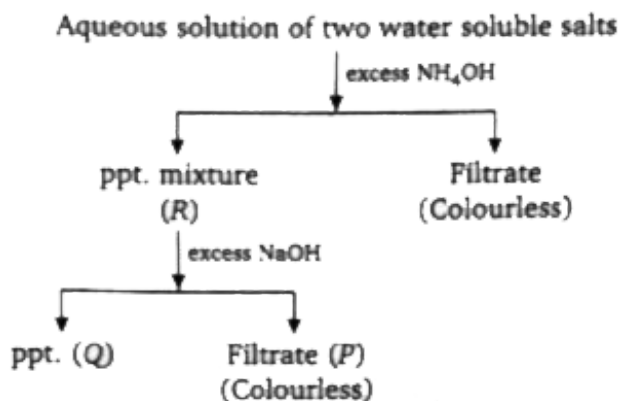 Aqueous solution of two water soluble salts
excess NH₄OH
ppt. mixture
(R)
Filtrate
(Colourless)
excess NaOH
ppt. (Q)
Filtrate (P)
(Colourless)